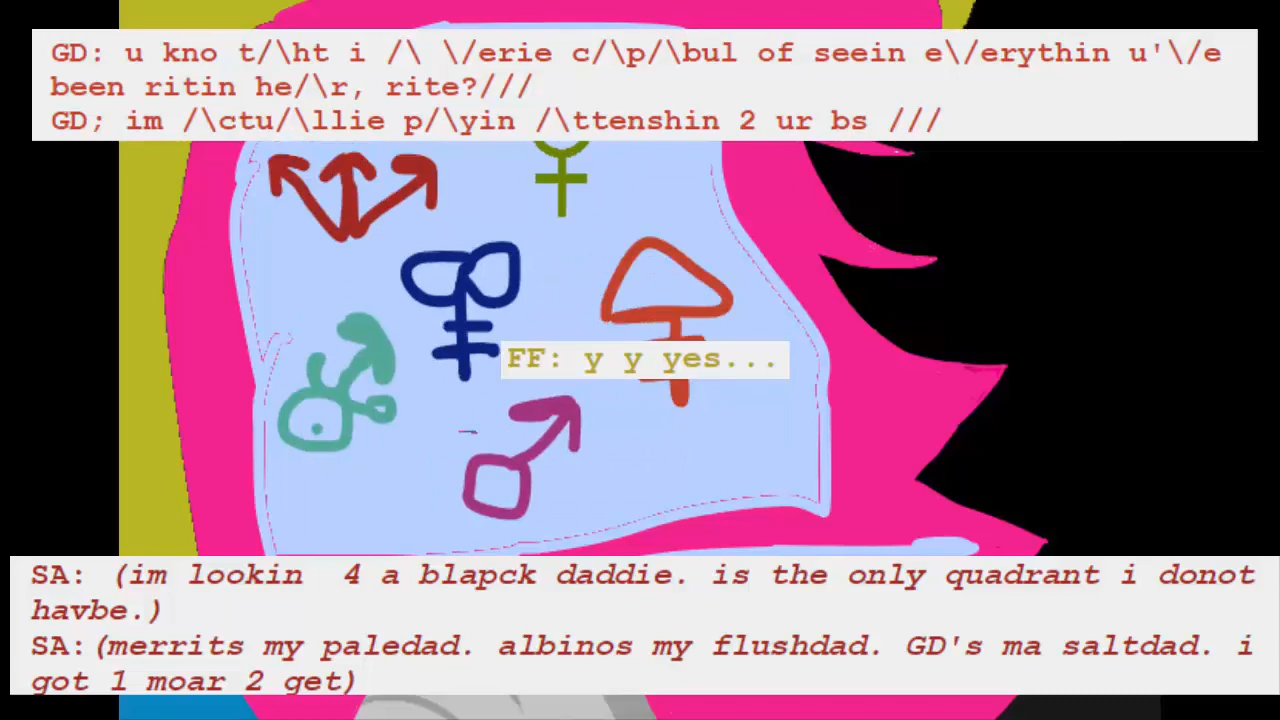 GD: u kno t/\ht i /\ \/erie c/\p/\bul of seein e\/erythin u'\/e
been ritin he/\r, rite?///
GD; im /\ctu/\llie p/\yin /\ttenshin 2 ur bs ///
FF: y y yes...
SA: (im lookin  4 a blapck daddie. is the only quadrant i donot
havbe.)
SA:(merrits my paledad. albinos my flushdad. GD's ma saltdad. i
got 1 moar 2 get)